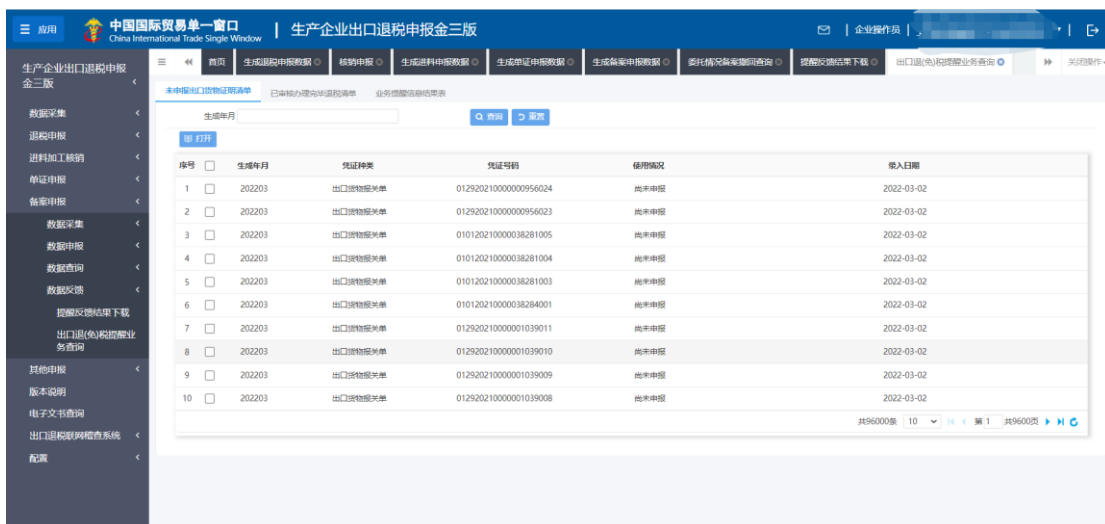 应用 中国国际贸易单一窗口 China International Trade Single Window | 生产企业出口退税申报金三版 | 企业操作员 |
生产企业出口退税申报金三版
首页 生成退税申报数据 核销申报 生成进料申报数据 生成单证申报数据 生成备案申报数据 委托情况备案撤回查询 提醒反馈结果下载 出口退(免)税提醒业务查询 关闭操作
未申报出口货物证明清单 已审核办理完毕退税清单 业务提醒信息结果表
数据采集
退税申报
进料加工核销
单证申报
备案申报
数据采集
数据申报
数据查询
数据反馈
提醒反馈结果下载
出口退(免)税提醒业
务查询
其他申报
版本说明
电子文书查询
出口退税联网稽查系统
配置
生成年月 查询 重置
打开
序号 生成年月 凭证种类 凭证号码 使用情况 录入日期
1 202203 出口货物报关单 012920210000000956024 尚未申报 2022-03-02
2 202203 出口货物报关单 012920210000000956023 尚未申报 2022-03-02
3 202203 出口货物报关单 010120210000038281005 尚未申报 2022-03-02
4 202203 出口货物报关单 010120210000038281004 尚未申报 2022-03-02
5 202203 出口货物报关单 010120210000038281003 尚未申报 2022-03-02
6 202203 出口货物报关单 010120210000038284001 尚未申报 2022-03-02
7 202203 出口货物报关单 012920210000001039011 尚未申报 2022-03-02
8 202203 出口货物报关单 012920210000001039010 尚未申报 2022-03-02
9 202203 出口货物报关单 012920210000001039009 尚未申报 2022-03-02
10 202203 出口货物报关单 012920210000001039008 尚未申报 2022-03-02
共96000条 10 第 1 共9600页